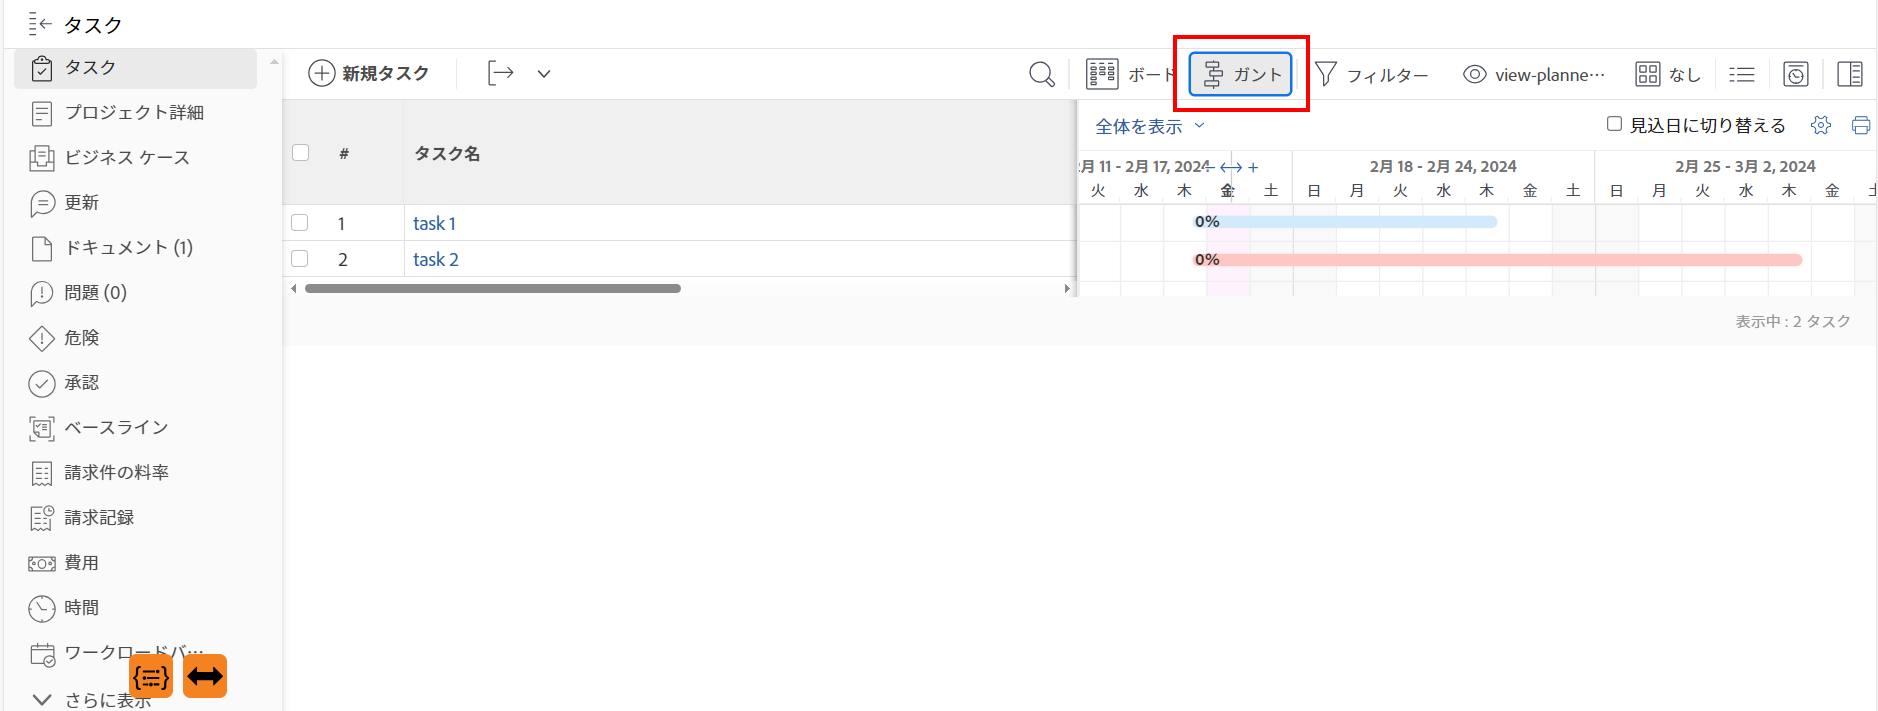 タスク
タスク
プロジェクト詳細
ビジネス ケース
更新
ドキュメント (1)
問題 (0)
危険
承認
ベースライン
請求件の料率
請求記録
費用
時間
ワークロードバ…
さらに表示
新規タスク
ボード
ガント
フィルター
view-planne…
なし
# タスク名
1 task 1
2 task 2
全体を表示
見込日に切り替える
月 11 - 2月 17, 2024
2月 18 - 2月 24, 2024
2月 25 - 3月 2, 2024
火 水 木 金 土 日 月 火 水 木 金 土 日 月 火 水 木 金 土
0%
0%
表示中 : 2 タスク